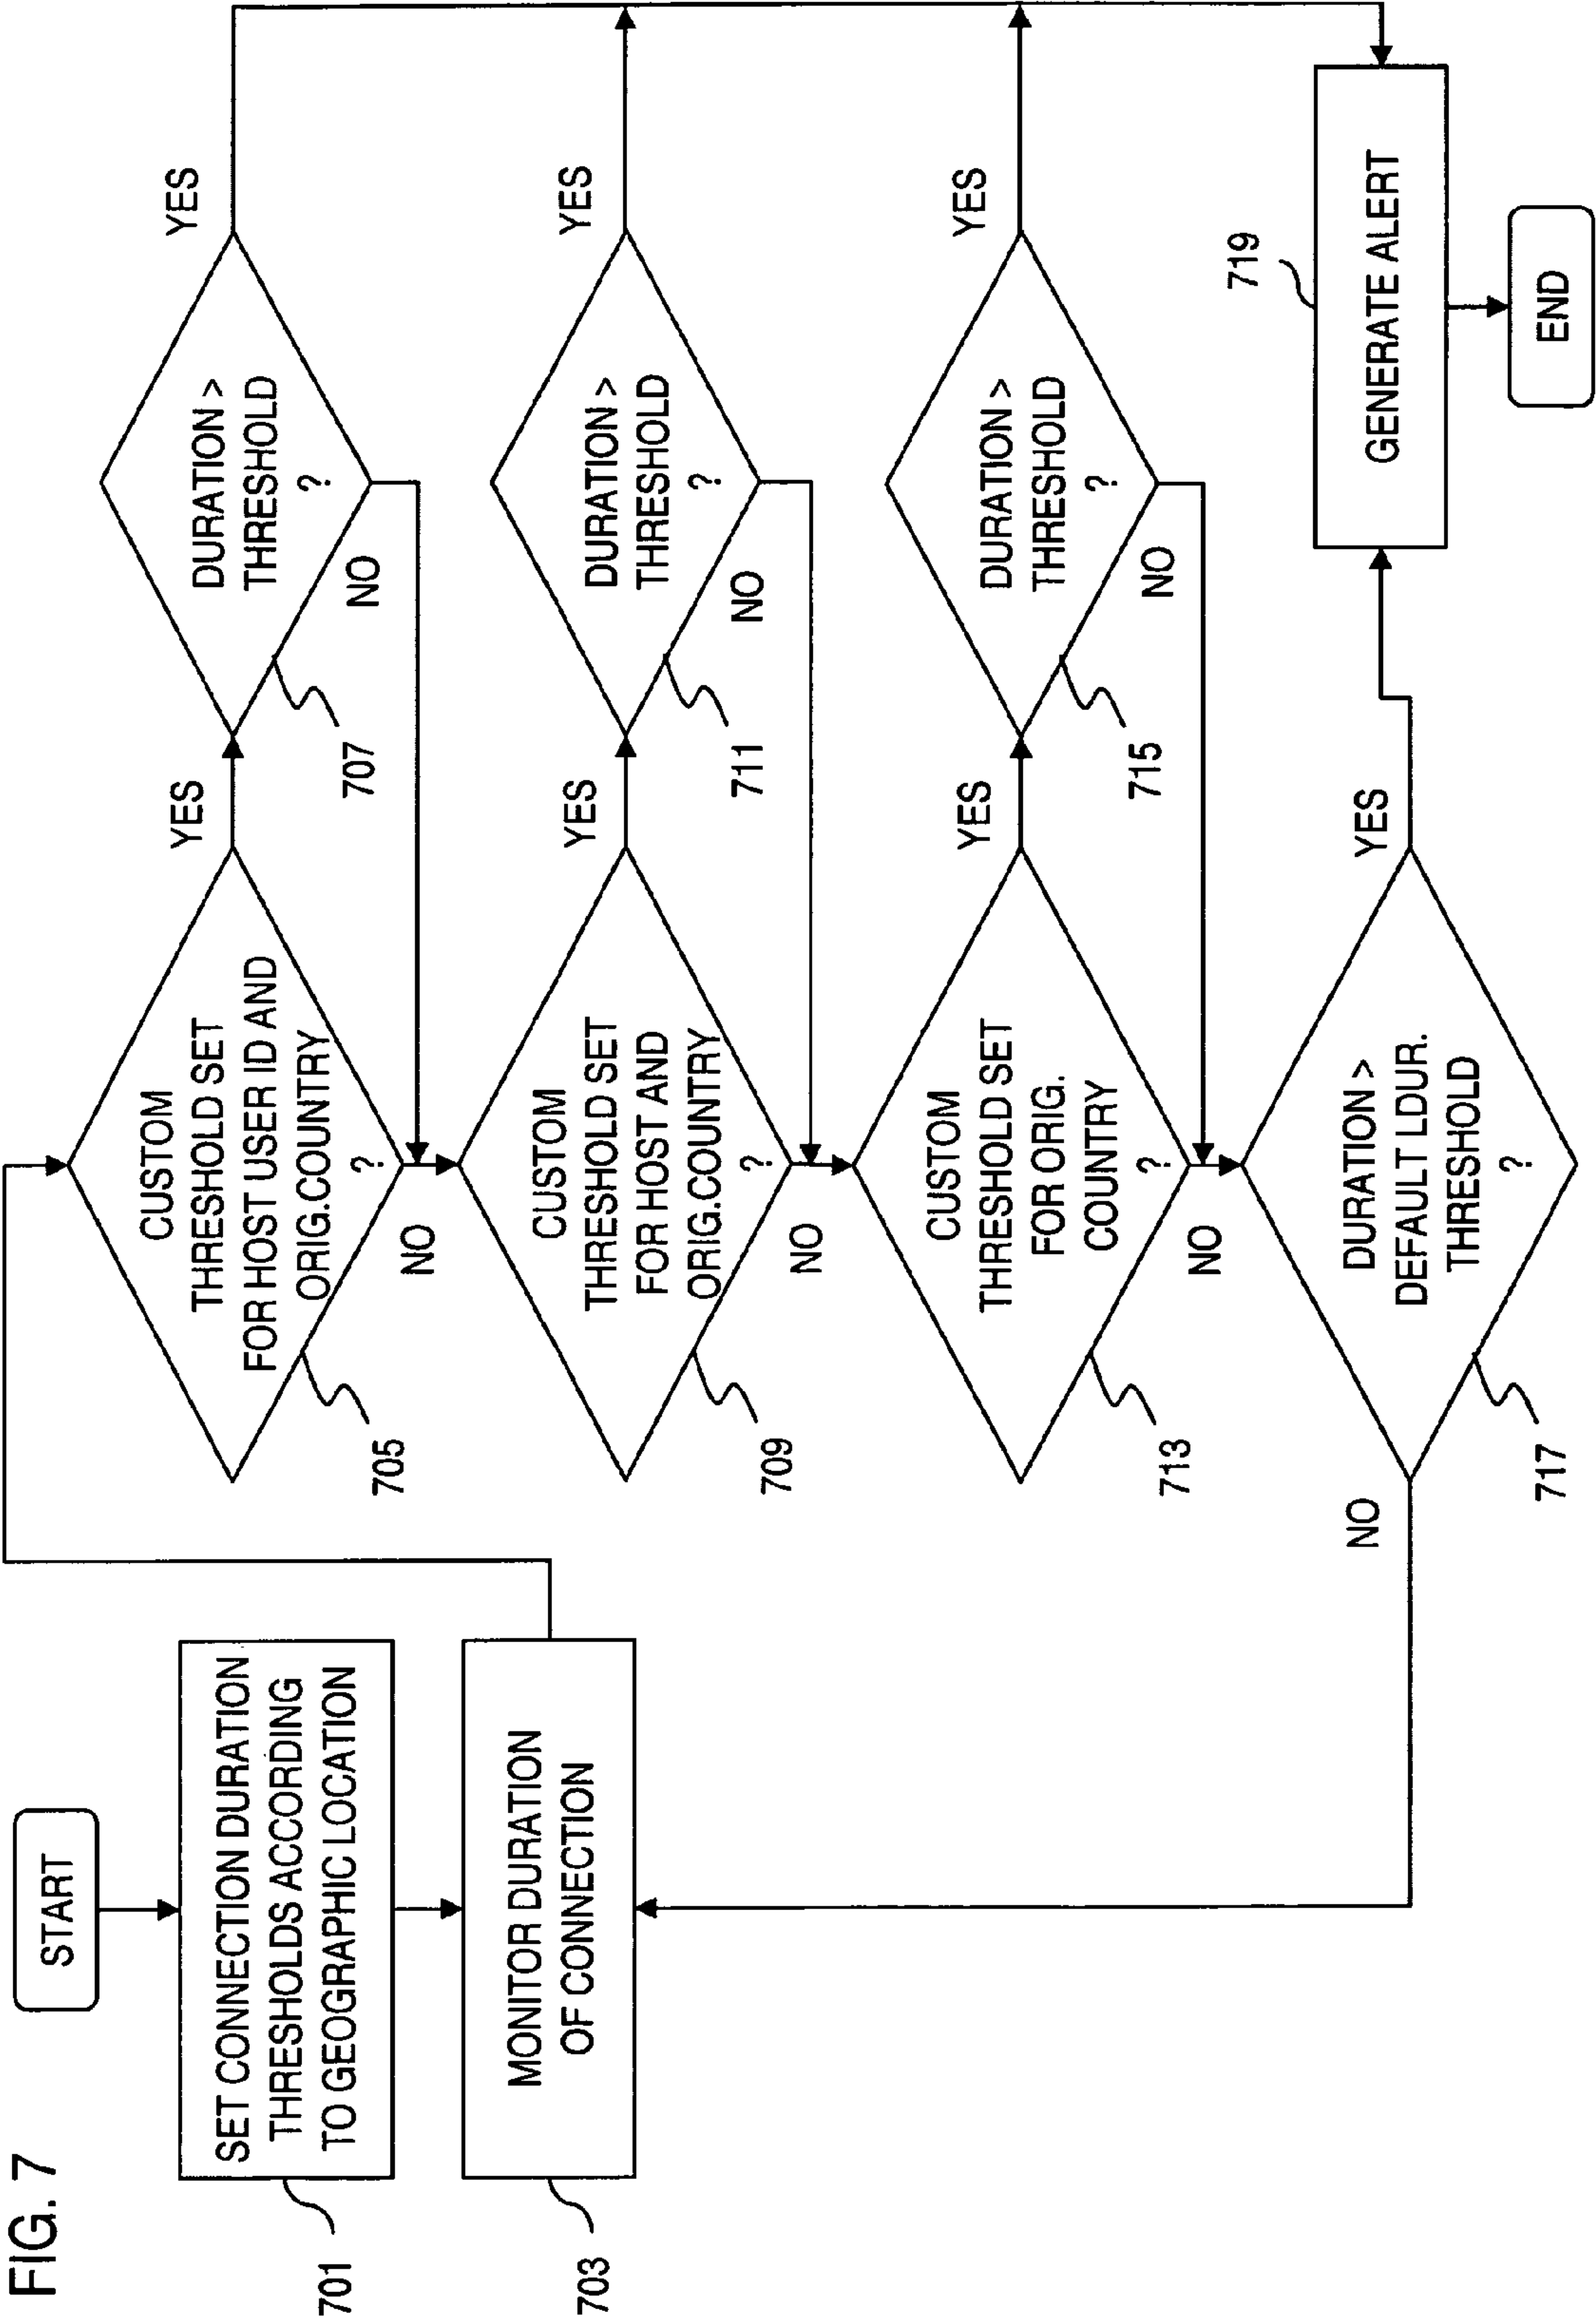 FIG. 7
START
SET CONNECTION DURATION
THRESHOLDS ACCORDING
TO GEOGRAPHIC LOCATION
701
MONITOR DURATION
OF CONNECTION
703
CUSTOM
THRESHOLD SET
FOR HOST USER ID AND
ORIG.COUNTRY
?
705
YES
NO
DURATION >
THRESHOLD
?
707
YES
NO
CUSTOM
THRESHOLD SET
FOR HOST AND
ORIG.COUNTRY
?
709
YES
NO
DURATION >
THRESHOLD
?
711
YES
NO
CUSTOM
THRESHOLD SET
FOR ORIG.
COUNTRY
?
713
YES
NO
DURATION >
THRESHOLD
?
715
YES
NO
DURATION >
DEFAULT LDUR.
THRESHOLD
?
717
NO
YES
719
GENERATE ALERT
END